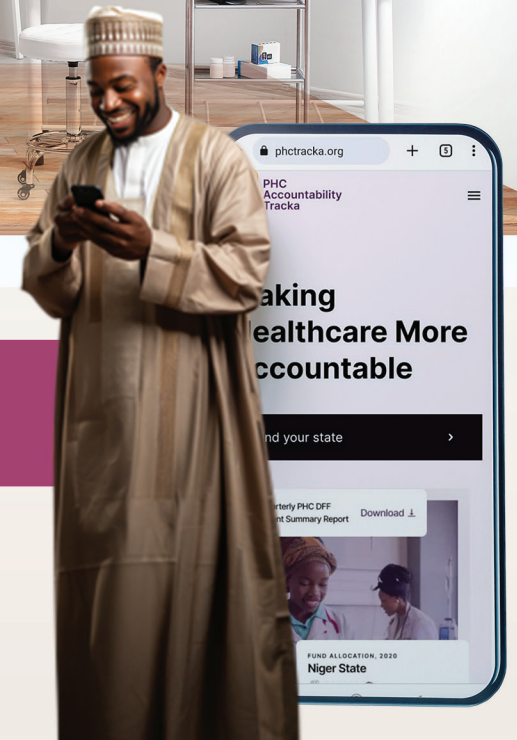 phctracka.org
5
PHC
Accountability
Tracka
aking
ealthcare More
ccountable
nd your state
rterly PHC DFF
nt Summary Report
Download
FUND ALLOCATION, 2020
Niger State